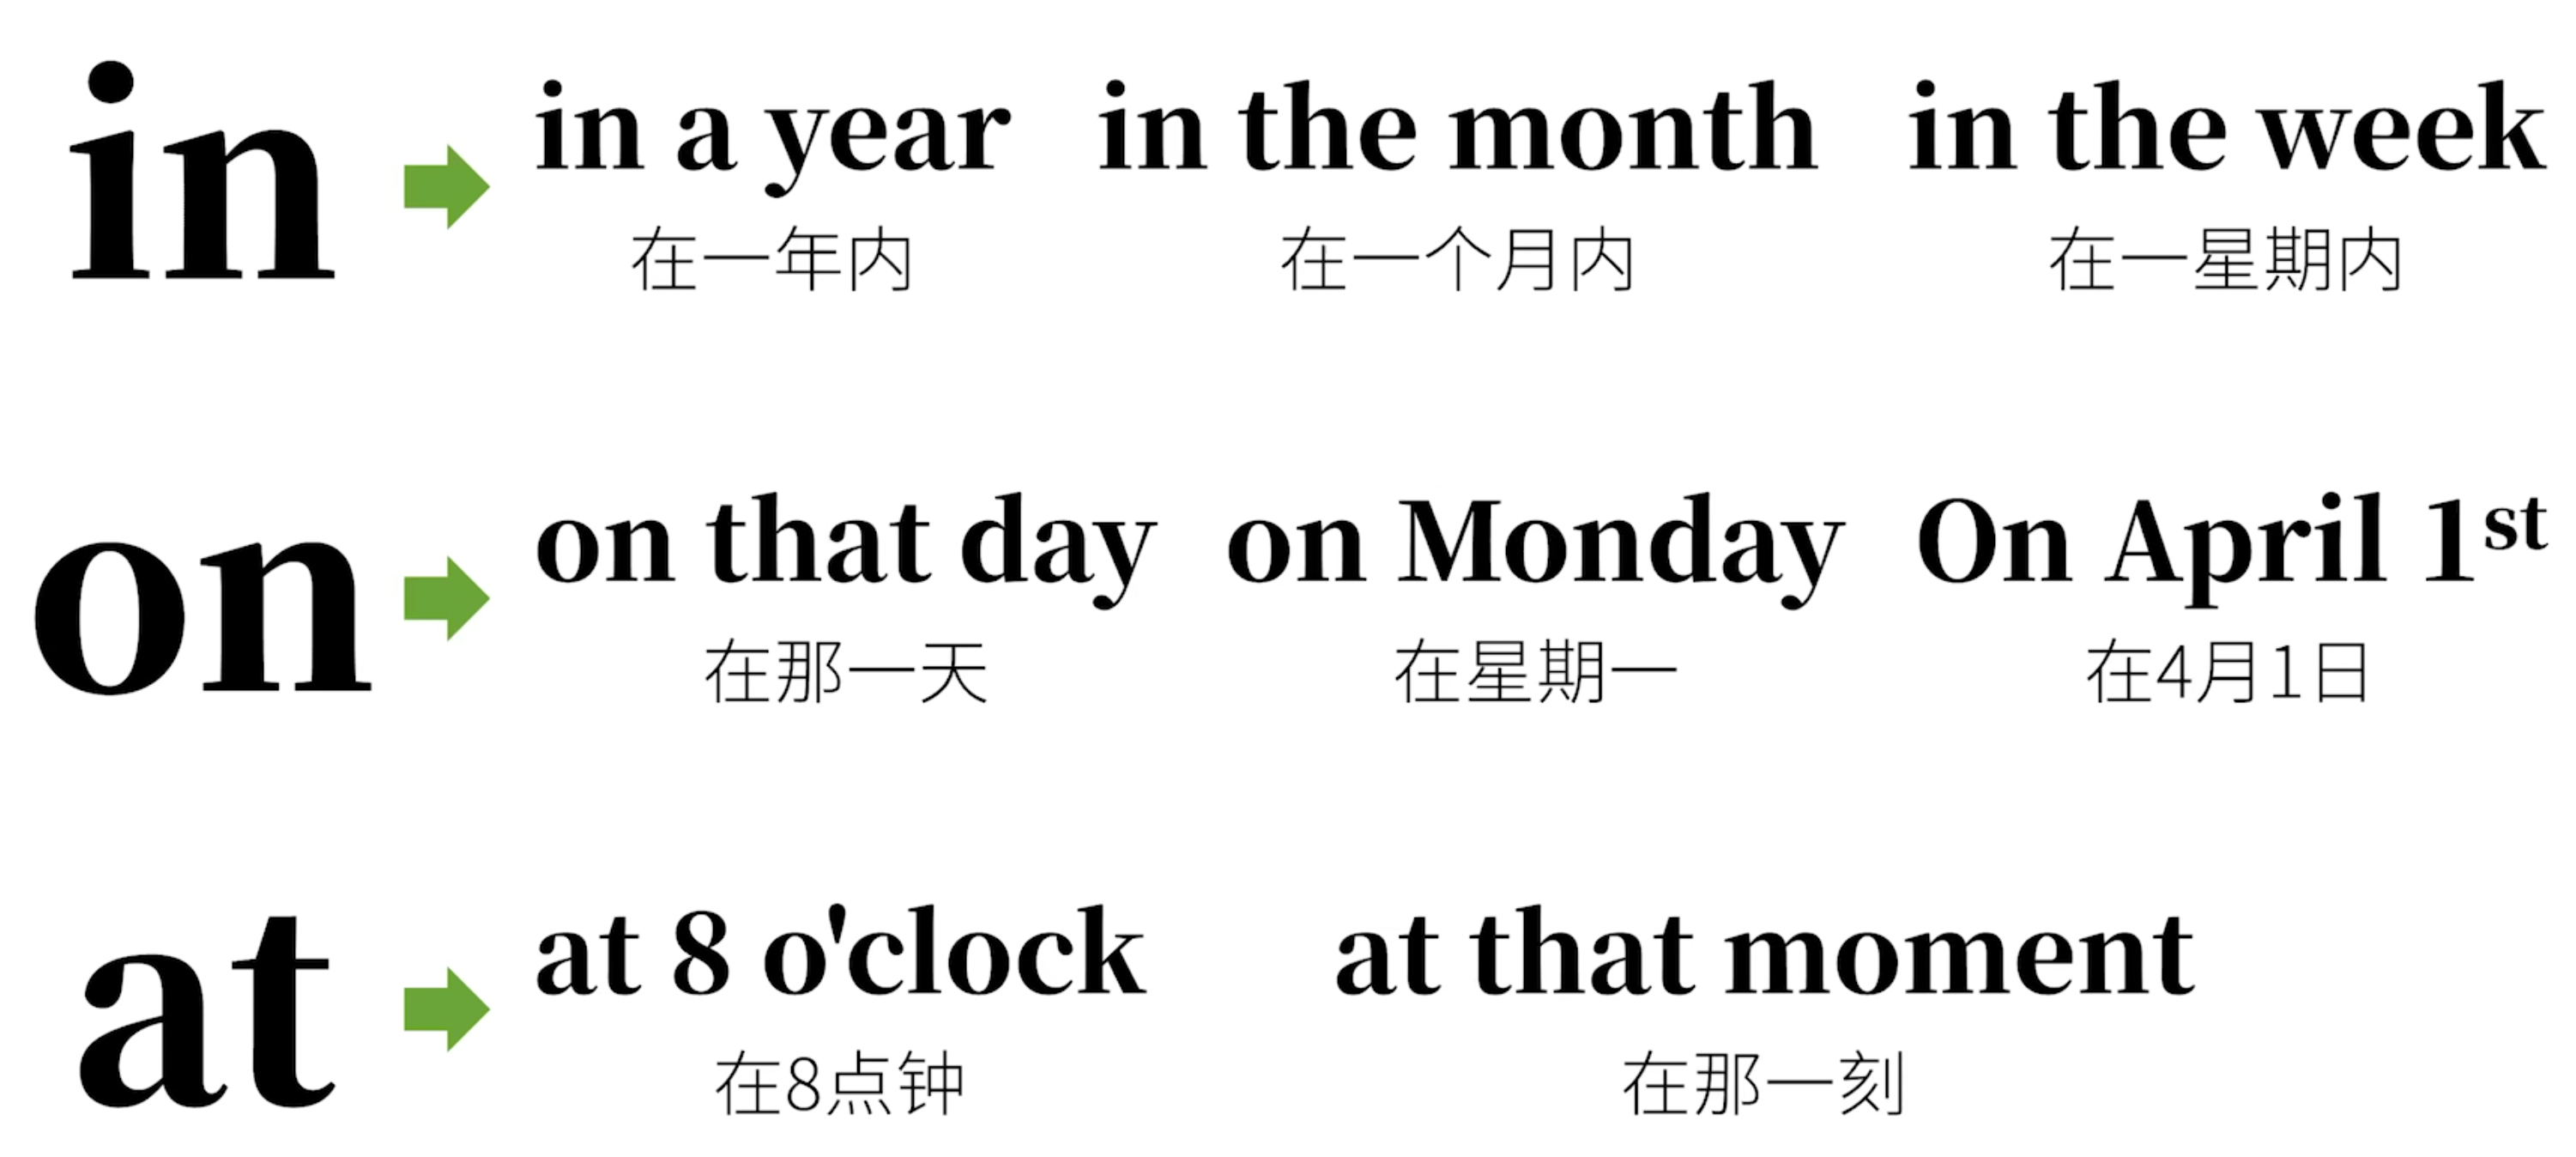 in
in a year in the month in the week
在一年内 在一个月内 在一星期内
on
on that day on Monday On April 1st
在那一天 在星期一 在4月1日
at
at 8 o'clock at that moment
在8点钟 在那一刻